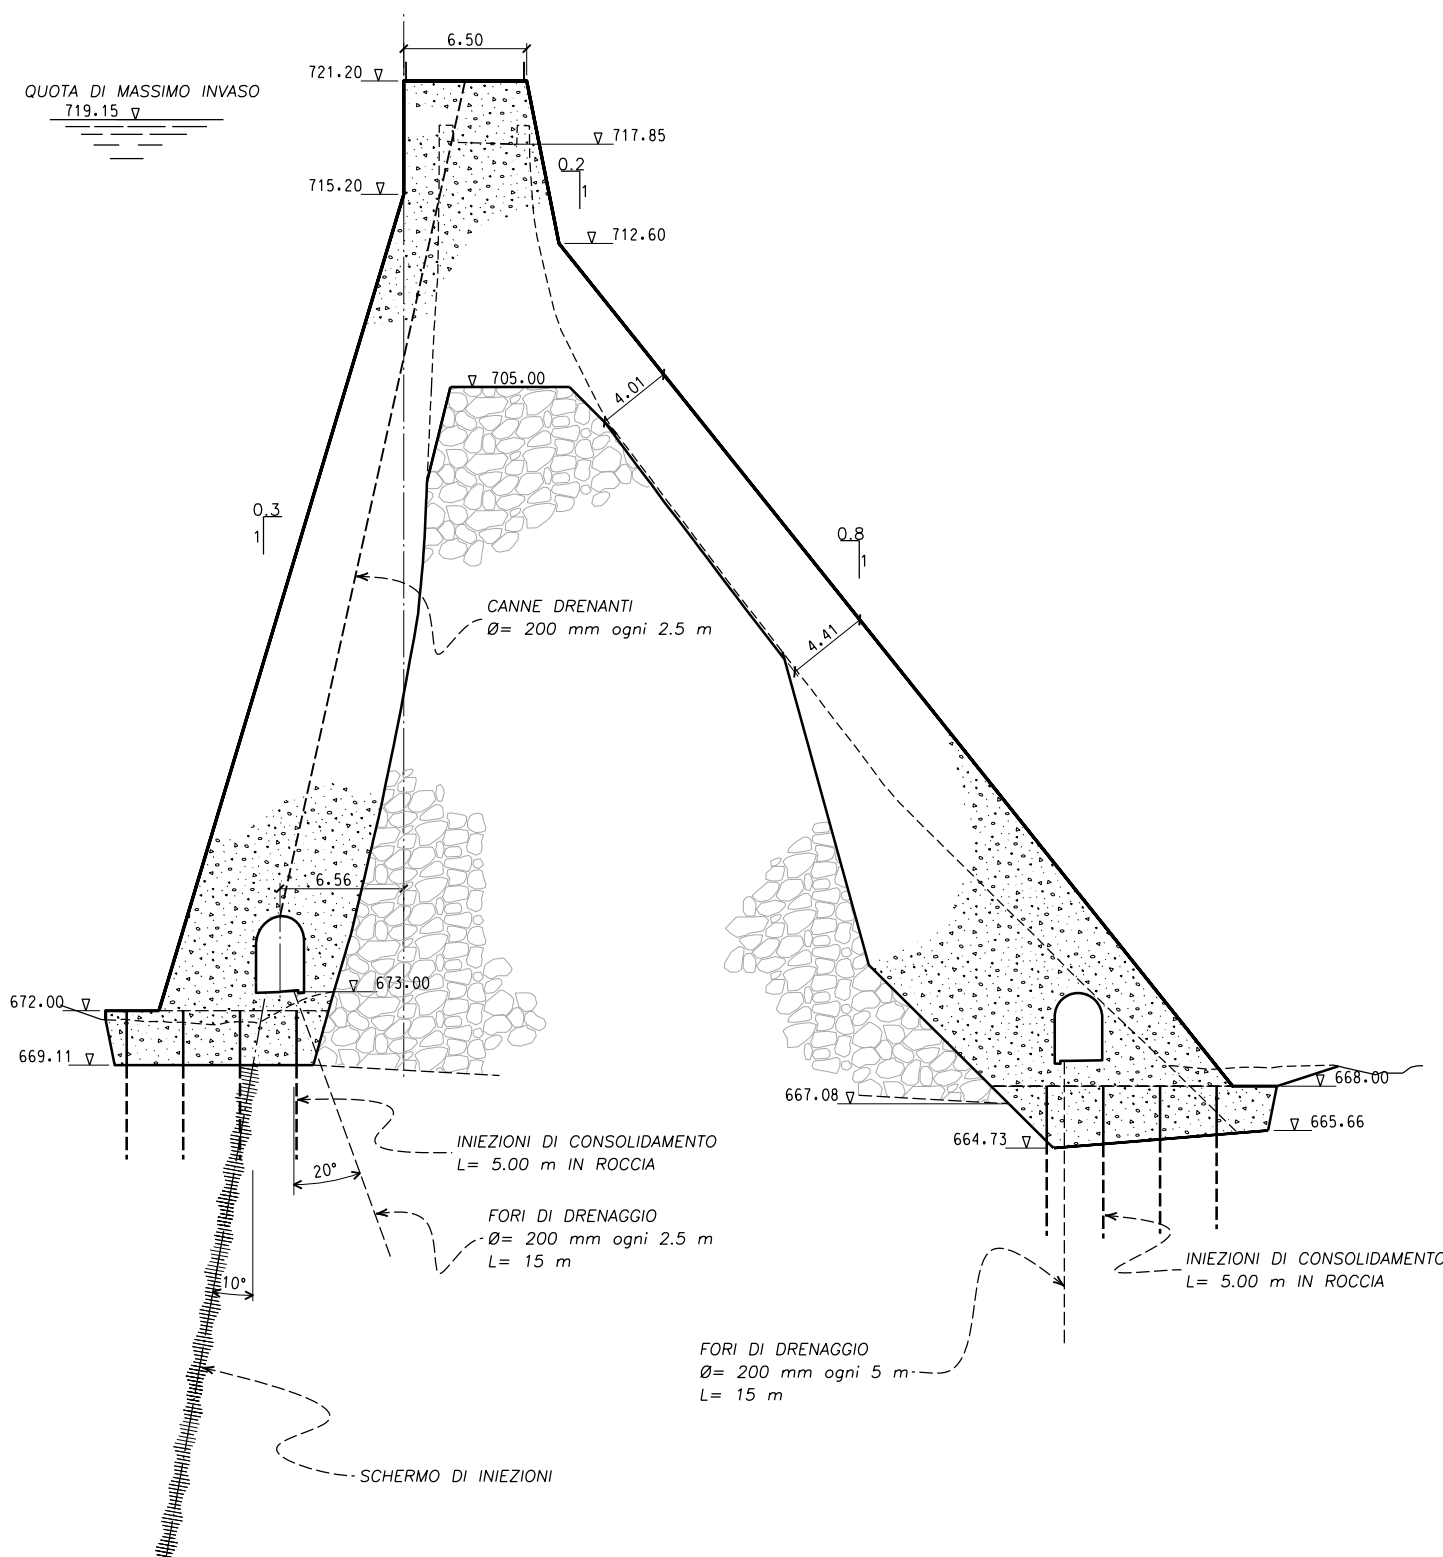 6.50
721.20
QUOTA DI MASSIMO INVASO
719.15
717.85
0.2
1
715.20
712.60
705.00
4.01
0.3
1
0.8
1
CANNE DRENANTI
Ø= 200 mm ogni 2.5 m
4.41
6.56
673.00
672.00
669.11
668.00
667.08
665.66
664.73
INIEZIONI DI CONSOLIDAMENTO
L= 5.00 m IN ROCCIA
20°
FORI DI DRENAGGIO
Ø= 200 mm ogni 2.5 m
L= 15 m
10°
INIEZIONI DI CONSOLIDAMENTO
L= 5.00 m IN ROCCIA
FORI DI DRENAGGIO
Ø= 200 mm ogni 5 m
L= 15 m
SCHERMO DI INIEZIONI